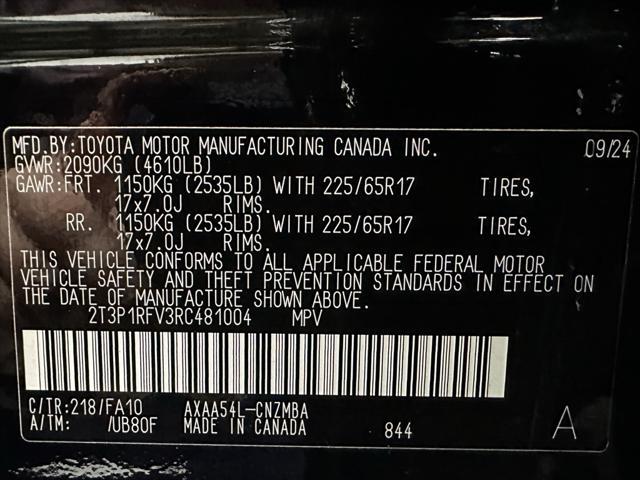 MFD.BY:TOYOTA MOTOR MANUFACTURING CANADA INC. 09/24
GVWR:2090KG (4610LB)
GAWR:FRT. 1150KG (2535LB) WITH 225/65R17 TIRES,
17x7.0J RIMS.
RR. 1150KG (2535LB) WITH 225/65R17 TIRES,
17x7.0J RIMS.
THIS VEHICLE CONFORMS TO ALL APPLICABLE FEDERAL MOTOR
VEHICLE SAFETY AND THEFT PREVENTION STANDARDS IN EFFECT ON
THE DATE OF MANUFACTURE SHOWN ABOVE.
2T3P1RFV3RC481004 MPV
C/TR:218/FA10 AXAA54L-CNZMBA
A/TM: /UB80F MADE IN CANADA 844 A